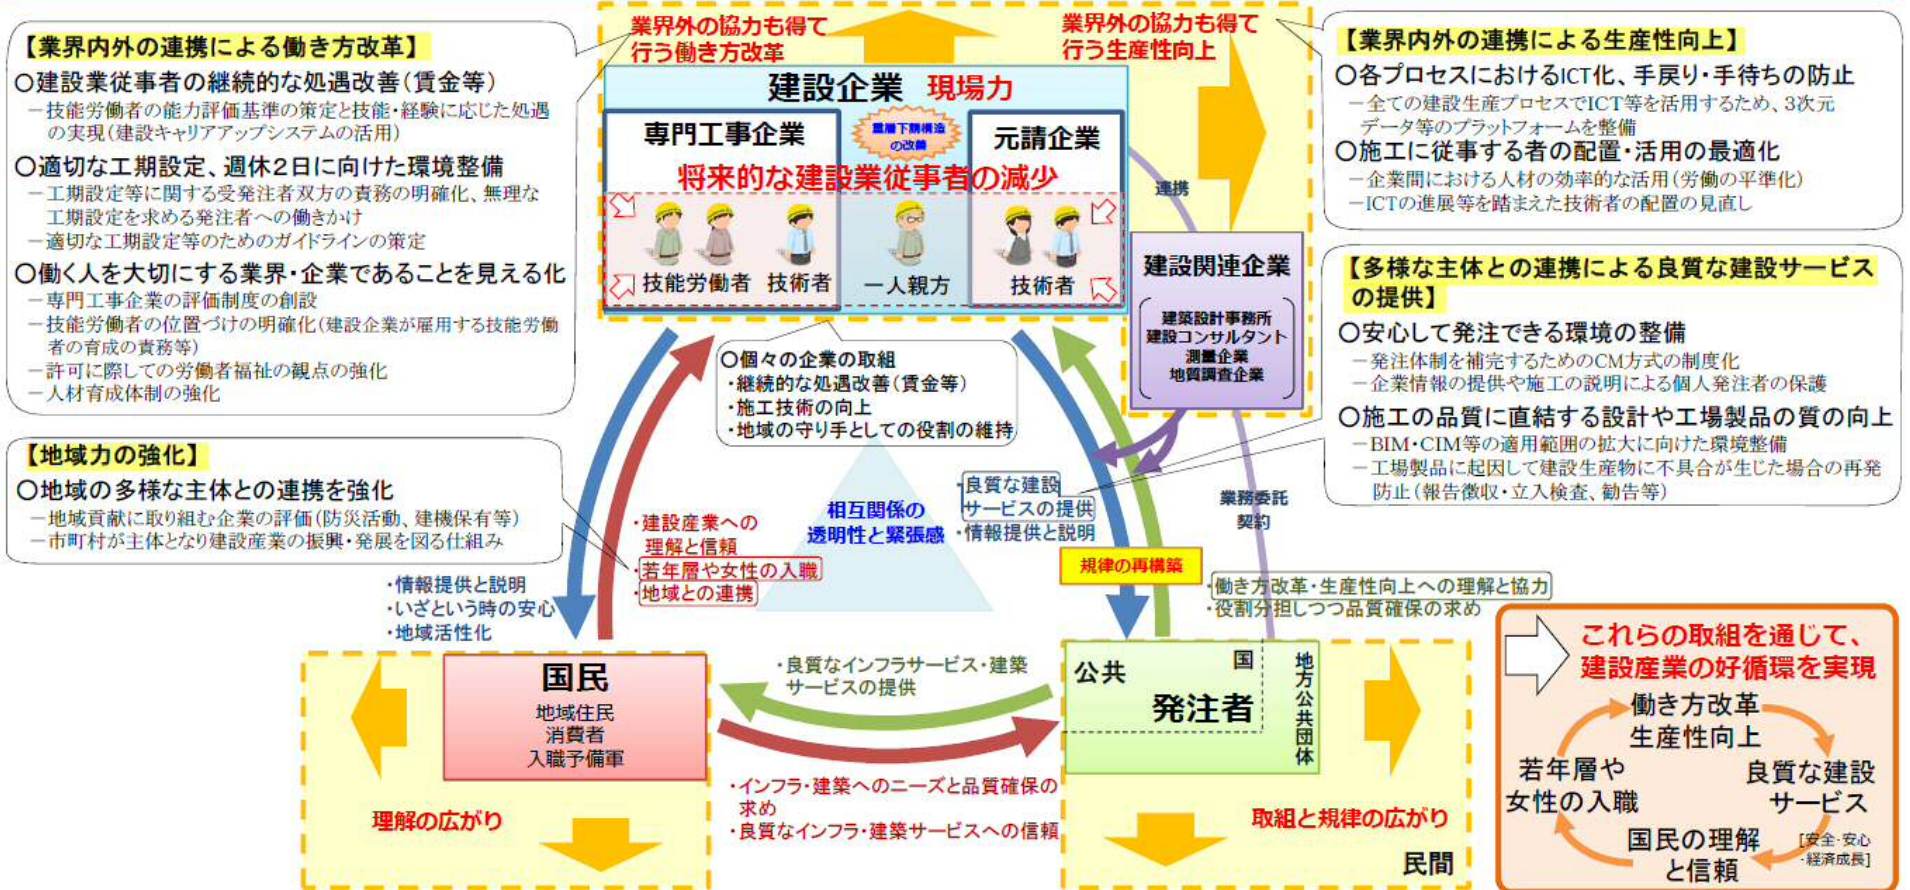 【業界内外の連携による働き方改革】
○建設業従事者の継続的な処遇改善(賃金等)
－技能労働者の能力評価基準の策定と技能・経験に応じた処遇
の実現(建設キャリアアップシステムの活用)
○適切な工期設定、週休2日に向けた環境整備
－工期設定等に関する受発注者双方の責務の明確化、無理な
工期設定を求める発注者への働きかけ
－適切な工期設定等のためのガイドラインの策定
○働く人を大切にする業界・企業であることを見える化
－専門工事企業の評価制度の創設
－技能労働者の位置づけの明確化(建設企業が雇用する技能労働
者の育成の責務等)
－許可に際しての労働者福祉の観点の強化
－人材育成体制の強化
【地域力の強化】
○地域の多様な主体との連携を強化
－地域貢献に取り組む企業の評価(防災活動、建機保有等)
－市町村が主体となり建設産業の振興・発展を図る仕組み
業界外の協力も得て
行う働き方改革
業界外の協力も得て
行う生産性向上
建設企業 現場力
専門工事企業
重層下請構造
の改善
元請企業
将来的な建設業従事者の減少
技能労働者 技術者 一人親方 技術者
連携
建設関連企業
建築設計事務所
建設コンサルタント
測量企業
地質調査企業
○個々の企業の取組
・継続的な処遇改善(賃金等)
・施工技術の向上
・地域の守り手としての役割の維持
【業界内外の連携による生産性向上】
○各プロセスにおけるICT化、手戻り・手待ちの防止
－全ての建設生産プロセスでICT等を活用するため、3次元
データ等のプラットフォームを整備
○施工に従事する者の配置・活用の最適化
－企業間における人材の効率的な活用(労働の平準化)
－ICTの進展等を踏まえた技術者の配置の見直し
【多様な主体との連携による良質な建設サービス
の提供】
○安心して発注できる環境の整備
－発注体制を補完するためのCM方式の制度化
－企業情報の提供や施工の説明による個人発注者の保護
○施工の品質に直結する設計や工場製品の質の向上
－BIM・CIM等の適用範囲の拡大に向けた環境整備
－工場製品に起因して建設生産物に不具合が生じた場合の再発
防止(報告徴収・立入検査、勧告等)
相互関係の
透明性と緊張感
・良質な建設
サービスの提供
・情報提供と説明
業務委託
契約
規律の再構築
・建設産業への
理解と信頼
・若年層や女性の入職
・地域との連携
・情報提供と説明
・いざという時の安心
・地域活性化
・働き方改革・生産性向上への理解と協力
・役割分担しつつ品質確保の求め
国民
地域住民
消費者
入職予備軍
理解の広がり
・良質なインフラサービス・建築
サービスの提供
・インフラ・建築へのニーズと品質確保の
求め
・良質なインフラ・建築サービスへの信頼
公共
国
地方公共団体
発注者
取組と規律の広がり
民間
これらの取組を通じて、
建設産業の好循環を実現
働き方改革
生産性向上
良質な建設
サービス
[安全・安心
・経済成長]
国民の理解
と信頼
若年層や
女性の入職